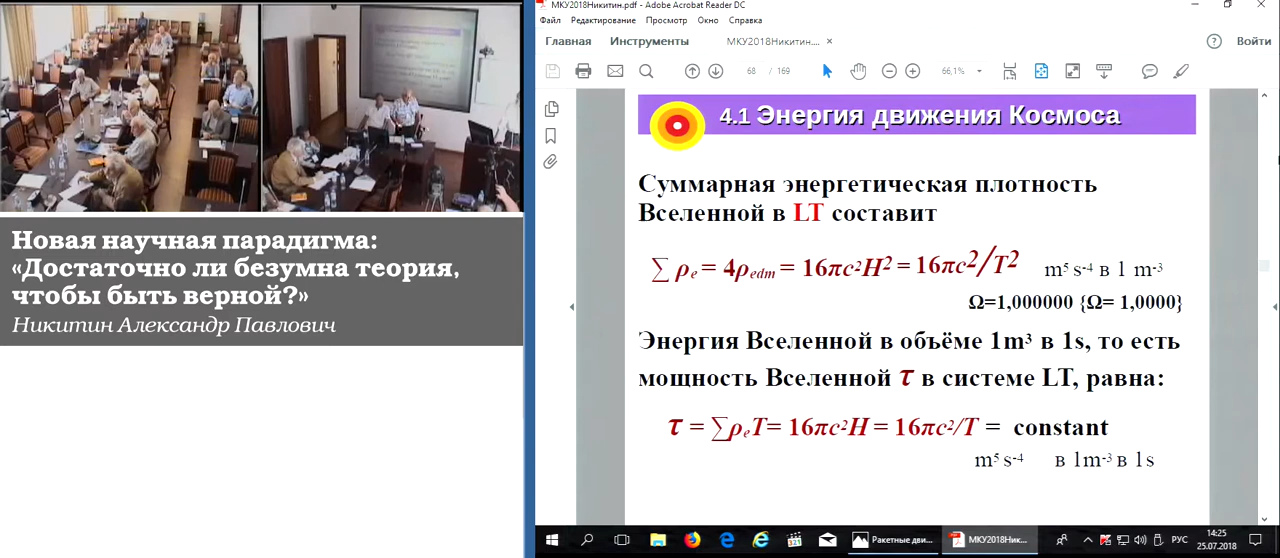 Новая научная парадигма:
«Достаточно ли безумна теория,
чтобы быть верной?»
Никитин Александр Павлович
МКУ2018Никитин.pdf - Adobe Acrobat Reader DC
Файл Редактирование Просмотр Окно Справка
Главная Инструменты МКУ2018Никитин.... × Войти
68 / 169 66,1%
4.1 Энергия движения Космоса
Суммарная энергетическая плотность
Вселенной в LT составит
∑ ρₑ = 4ρₑdm = 16πc²H² = 16πc²/T² m⁵ s⁻⁴ в 1 m⁻³
Ω=1,000000 {Ω= 1,0000}
Энергия Вселенной в объёме 1m³ в 1s, то есть
мощность Вселенной τ в системе LT, равна:
τ = ∑ρₑT= 16πc²H = 16πc²/T = constant
m⁵ s⁻⁴ в 1m⁻³ в 1s
Ракетные дви... МКУ2018Ник... РУС 14:25
25.07.2018